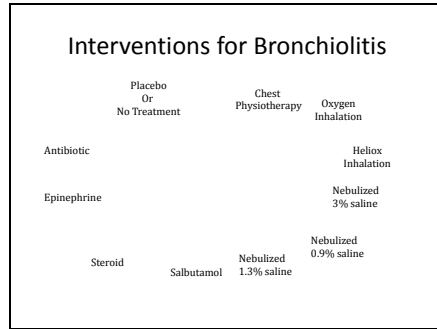 Interventions for Bronchiolitis
Placebo
Or
No Treatment
Chest
Physiotherapy
Oxygen
Inhalation
Antibiotic
Heliox
Inhalation
Epinephrine
Nebulized
3% saline
Steroid
Salbutamol
Nebulized
1.3% saline
Nebulized
0.9% saline